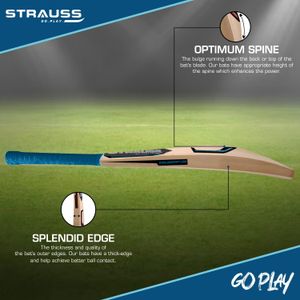 STRAUSS
GO PLAY
OPTIMUM SPINE
The bulge running down the back or top of the
bat's blade. Our bats have appropriate height of
the spine which enhances the power.
SPLENDID EDGE
The thickness and quality of
the bat's outer edges. Our bats have a thick-edge
and help achieve better ball contact.
GO PLAY